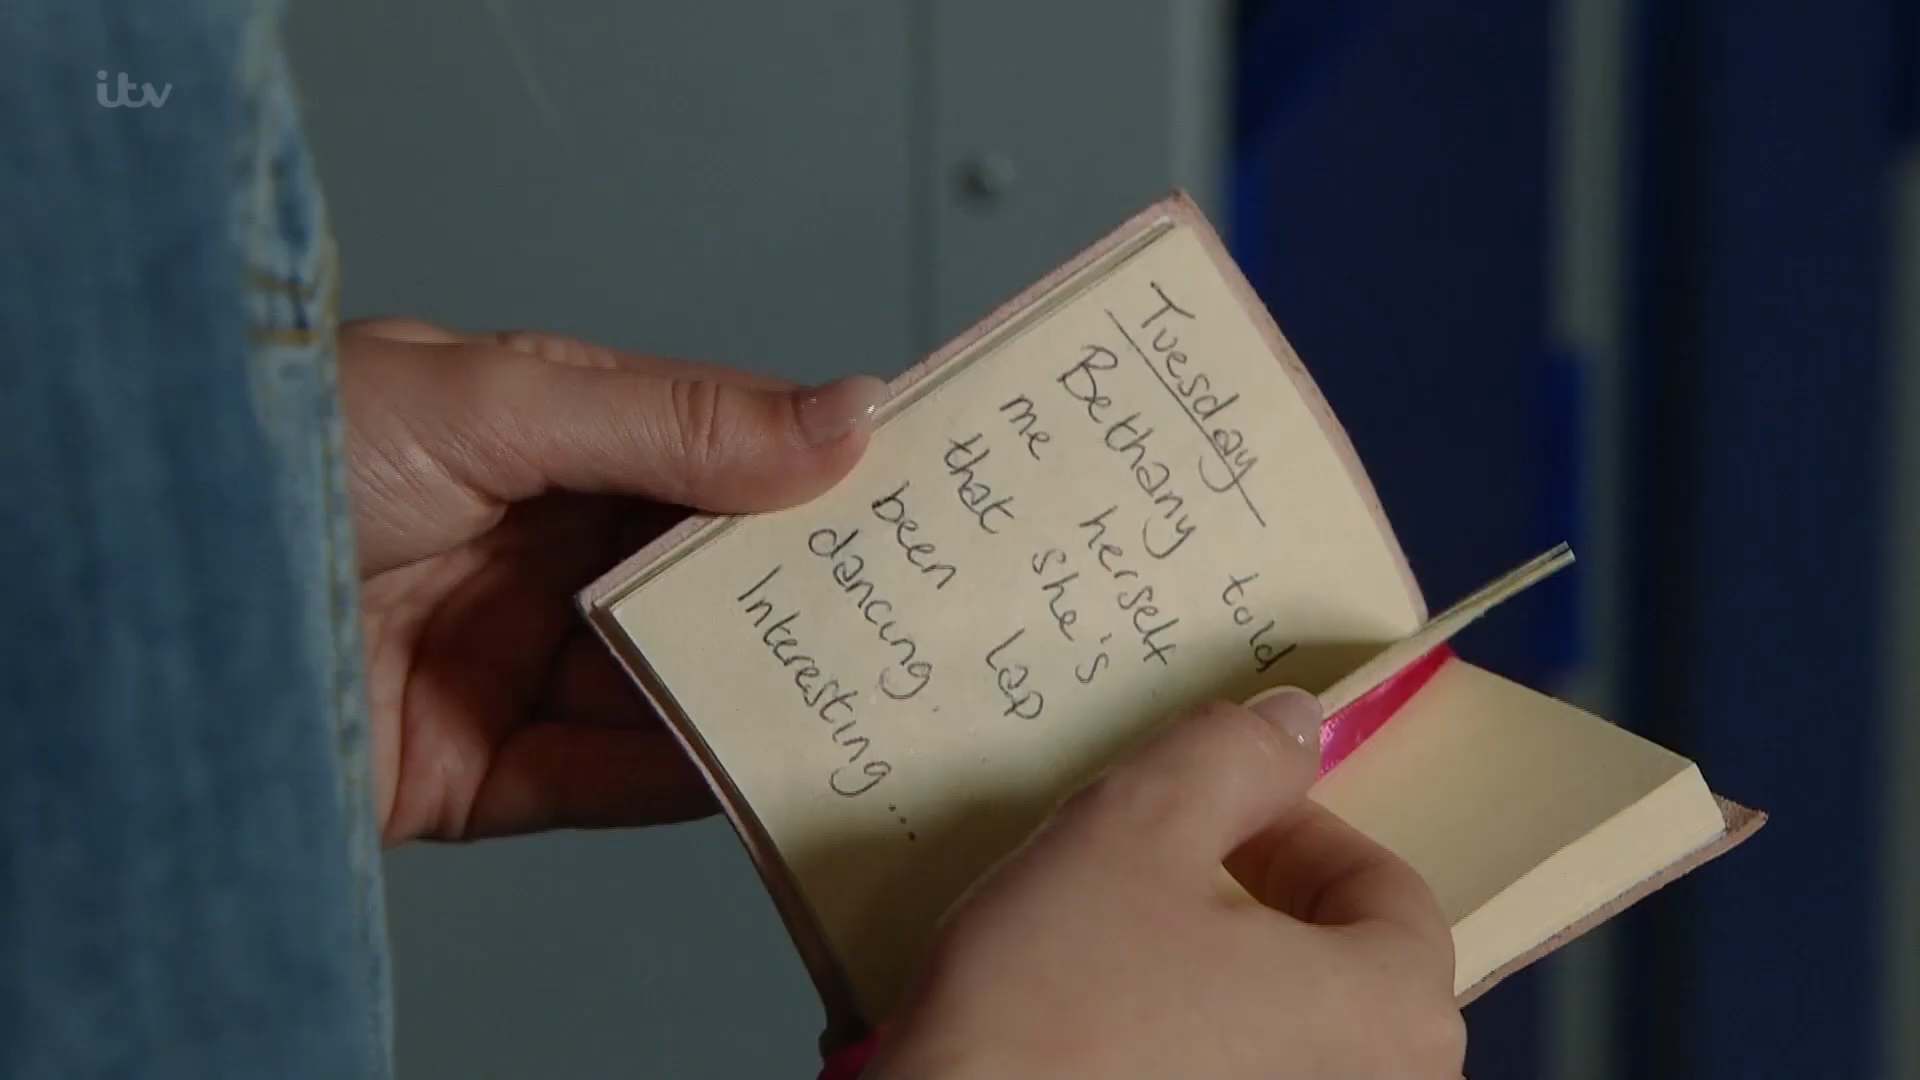 itv
Tuesday
Bethany told
me herself
that she's
been lap
dancing.
Interesting...